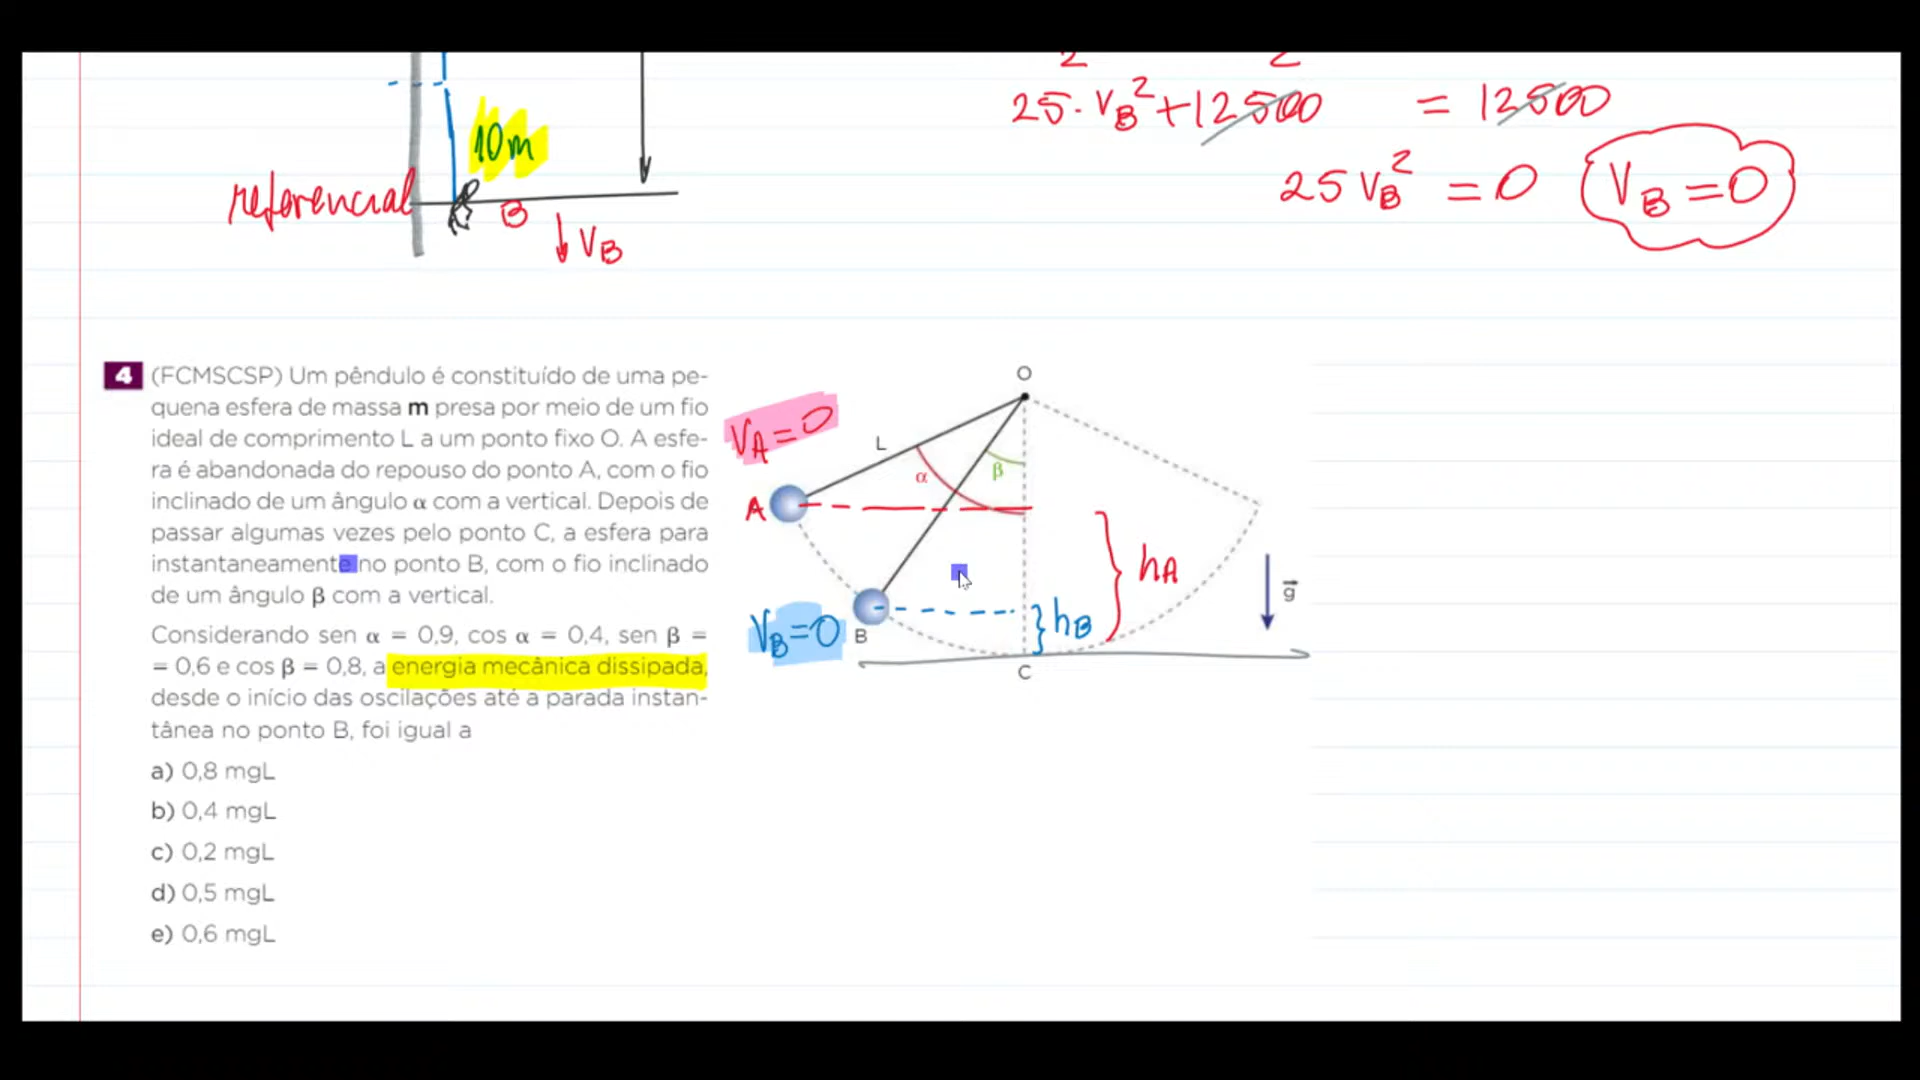 10m
referencial
B
VB
25. VB² + 12500 = 12500
25 VB² = 0 VB = 0
4 (FCMSCSP) Um pêndulo é constituído de uma pe-
quena esfera de massa m presa por meio de um fio
ideal de comprimento L a um ponto fixo O. A esfe-
ra é abandonada do repouso do ponto A, com o fio
inclinado de um ângulo α com a vertical. Depois de
passar algumas vezes pelo ponto C, a esfera para
instantaneamente no ponto B, com o fio inclinado
de um ângulo β com a vertical.
Considerando sen α = 0,9, cos α = 0,4, sen β =
= 0,6 e cos β = 0,8, a energia mecânica dissipada,
desde o início das oscilações até a parada instan-
tânea no ponto B, foi igual a
a) 0,8 mgL
b) 0,4 mgL
c) 0,2 mgL
d) 0,5 mgL
e) 0,6 mgL
O
VA = 0
L
α
β
A
hA
g
VB = 0
B
hB
C